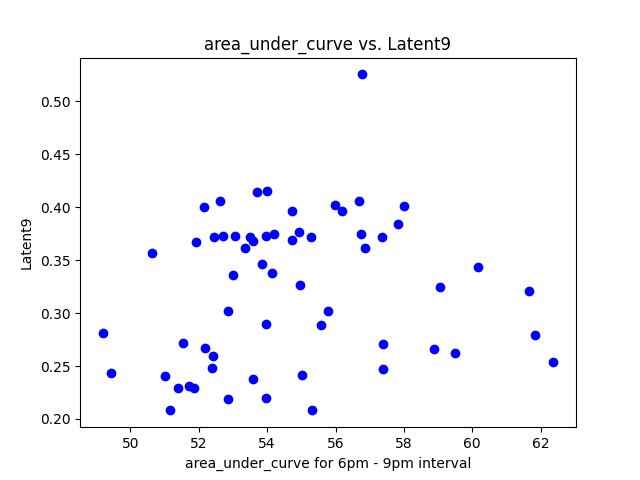 area_under_curve vs. Latent9
0.50
0.45
0.40
0.35
0.30
0.25
0.20
Latent9
50 52 54 56 58 60 62
area_under_curve for 6pm - 9pm interval